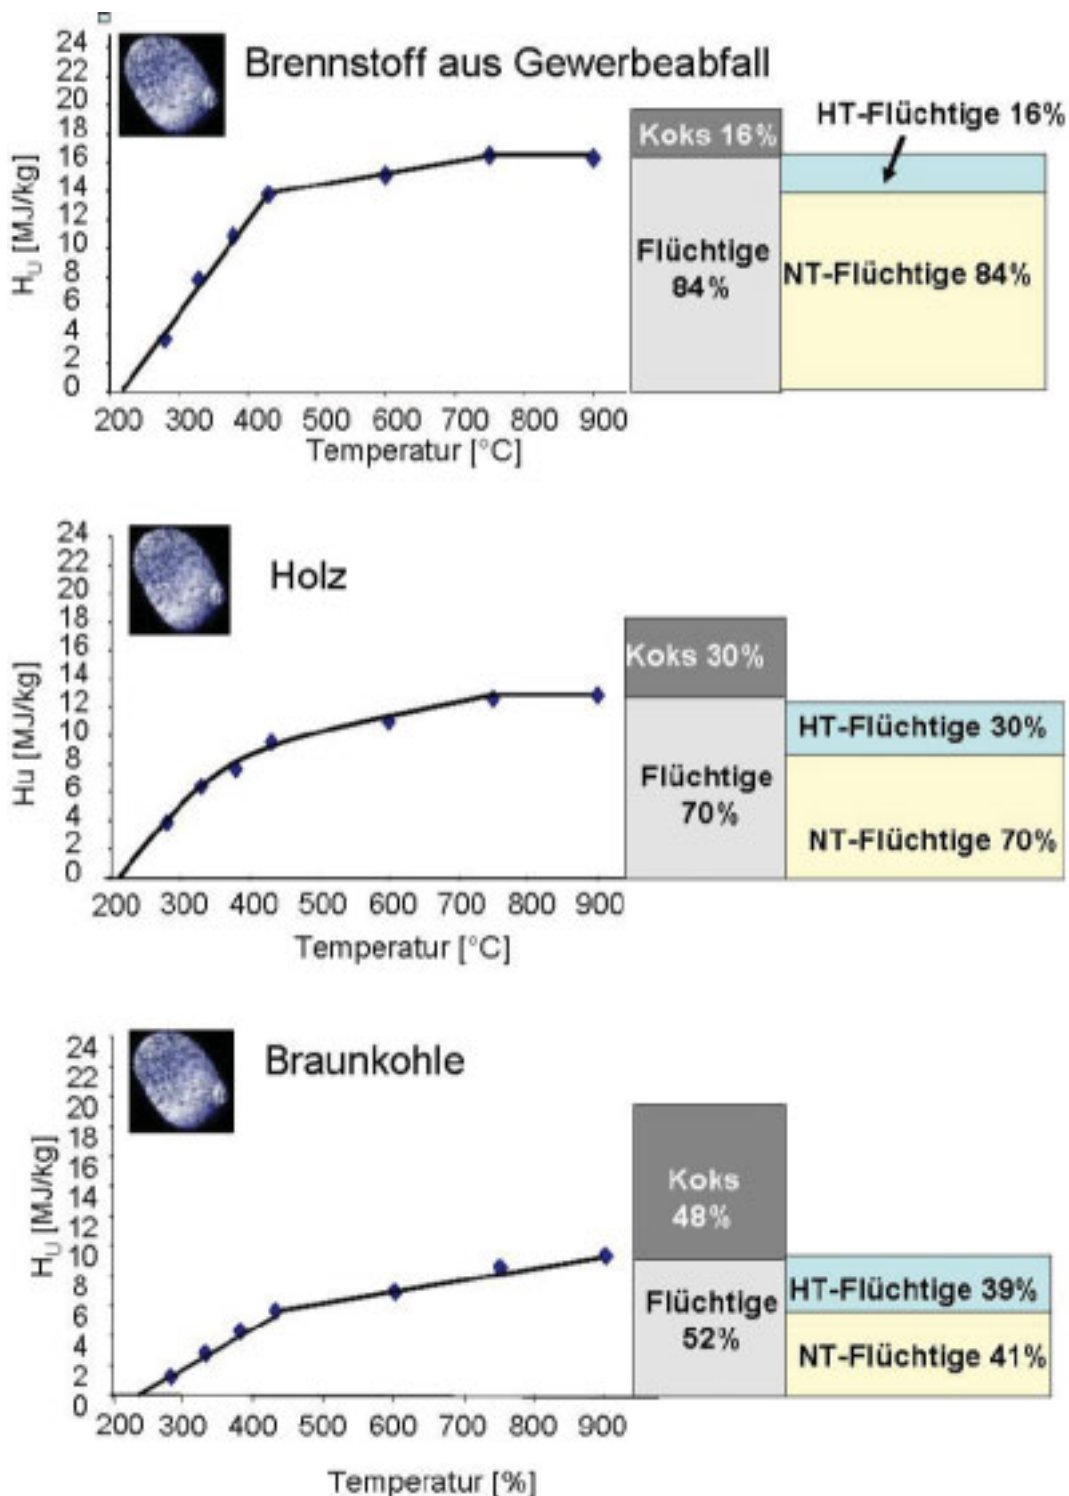 Brennstoff aus Gewerbeabfall
24
22
20
18
16
14
12
10
8
6
4
2
0
H_U [MJ/kg]
200 300 400 500 600 700 800 900
Temperatur [°C]
Koks 16%
Flüchtige
84%
HT-Flüchtige 16%
NT-Flüchtige 84%
Holz
24
22
20
18
16
14
12
10
8
6
4
2
0
Hu [MJ/kg]
200 300 400 500 600 700 800 900
Temperatur [°C]
Koks 30%
Flüchtige
70%
HT-Flüchtige 30%
NT-Flüchtige 70%
Braunkohle
24
22
20
18
16
14
12
10
8
6
4
2
0
H_U [MJ/kg]
200 300 400 500 600 700 800 900
Temperatur [%]
Koks
48%
Flüchtige
52%
HT-Flüchtige 39%
NT-Flüchtige 41%